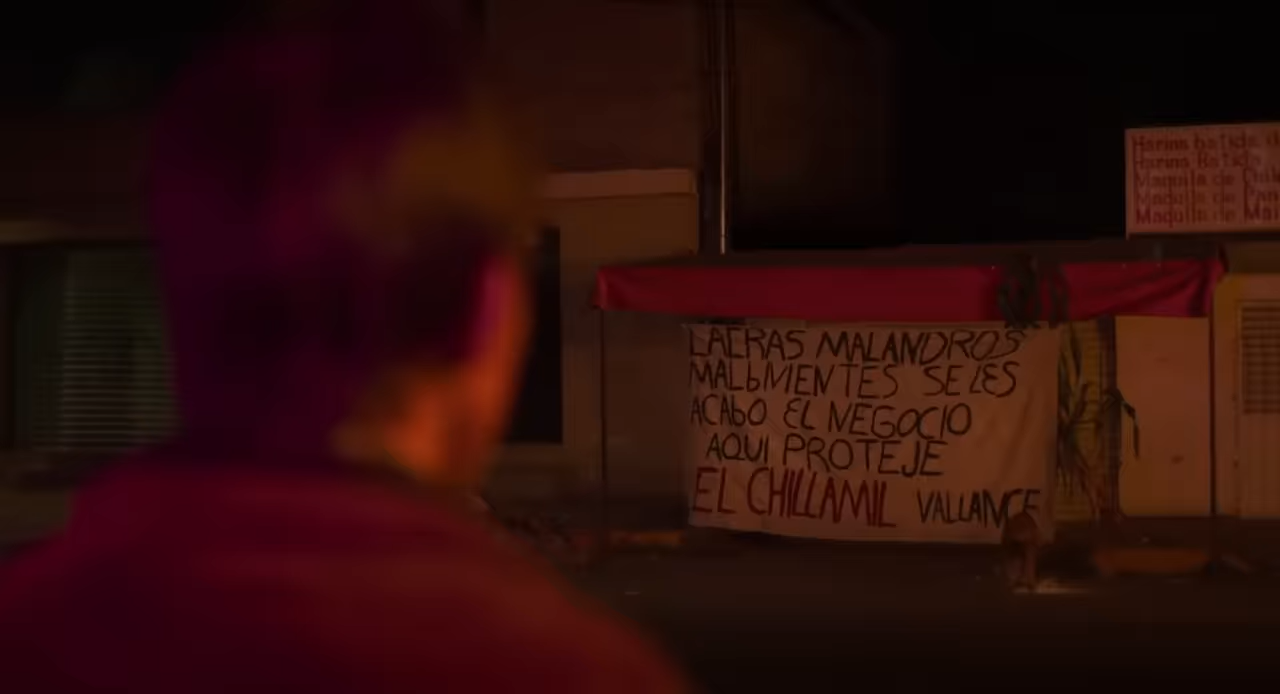 LACRAS MALANDROS
MALbMENTES SE LES
ACAbO EL NEGOCIO
AQUI PROTEJE
EL CHILLAMIL VALLANCE
Harina batida
Harina Batida
Maquila de
Maquila de
Maquila de